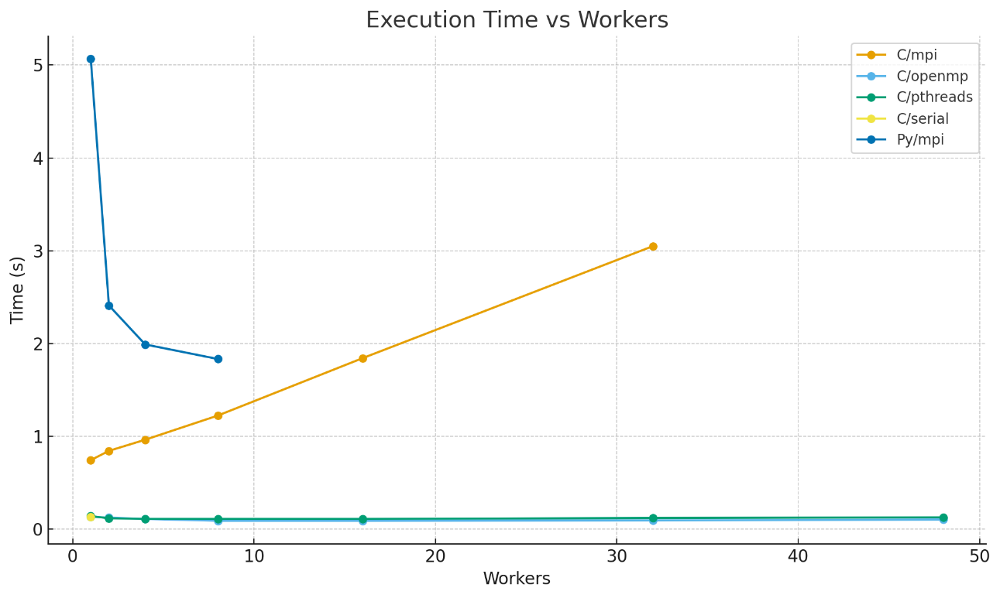 Execution Time vs Workers
C/mpi
C/openmp
C/pthreads
C/serial
Py/mpi
Time (s)
5
4
3
2
1
0
0 10 20 30 40 50
Workers